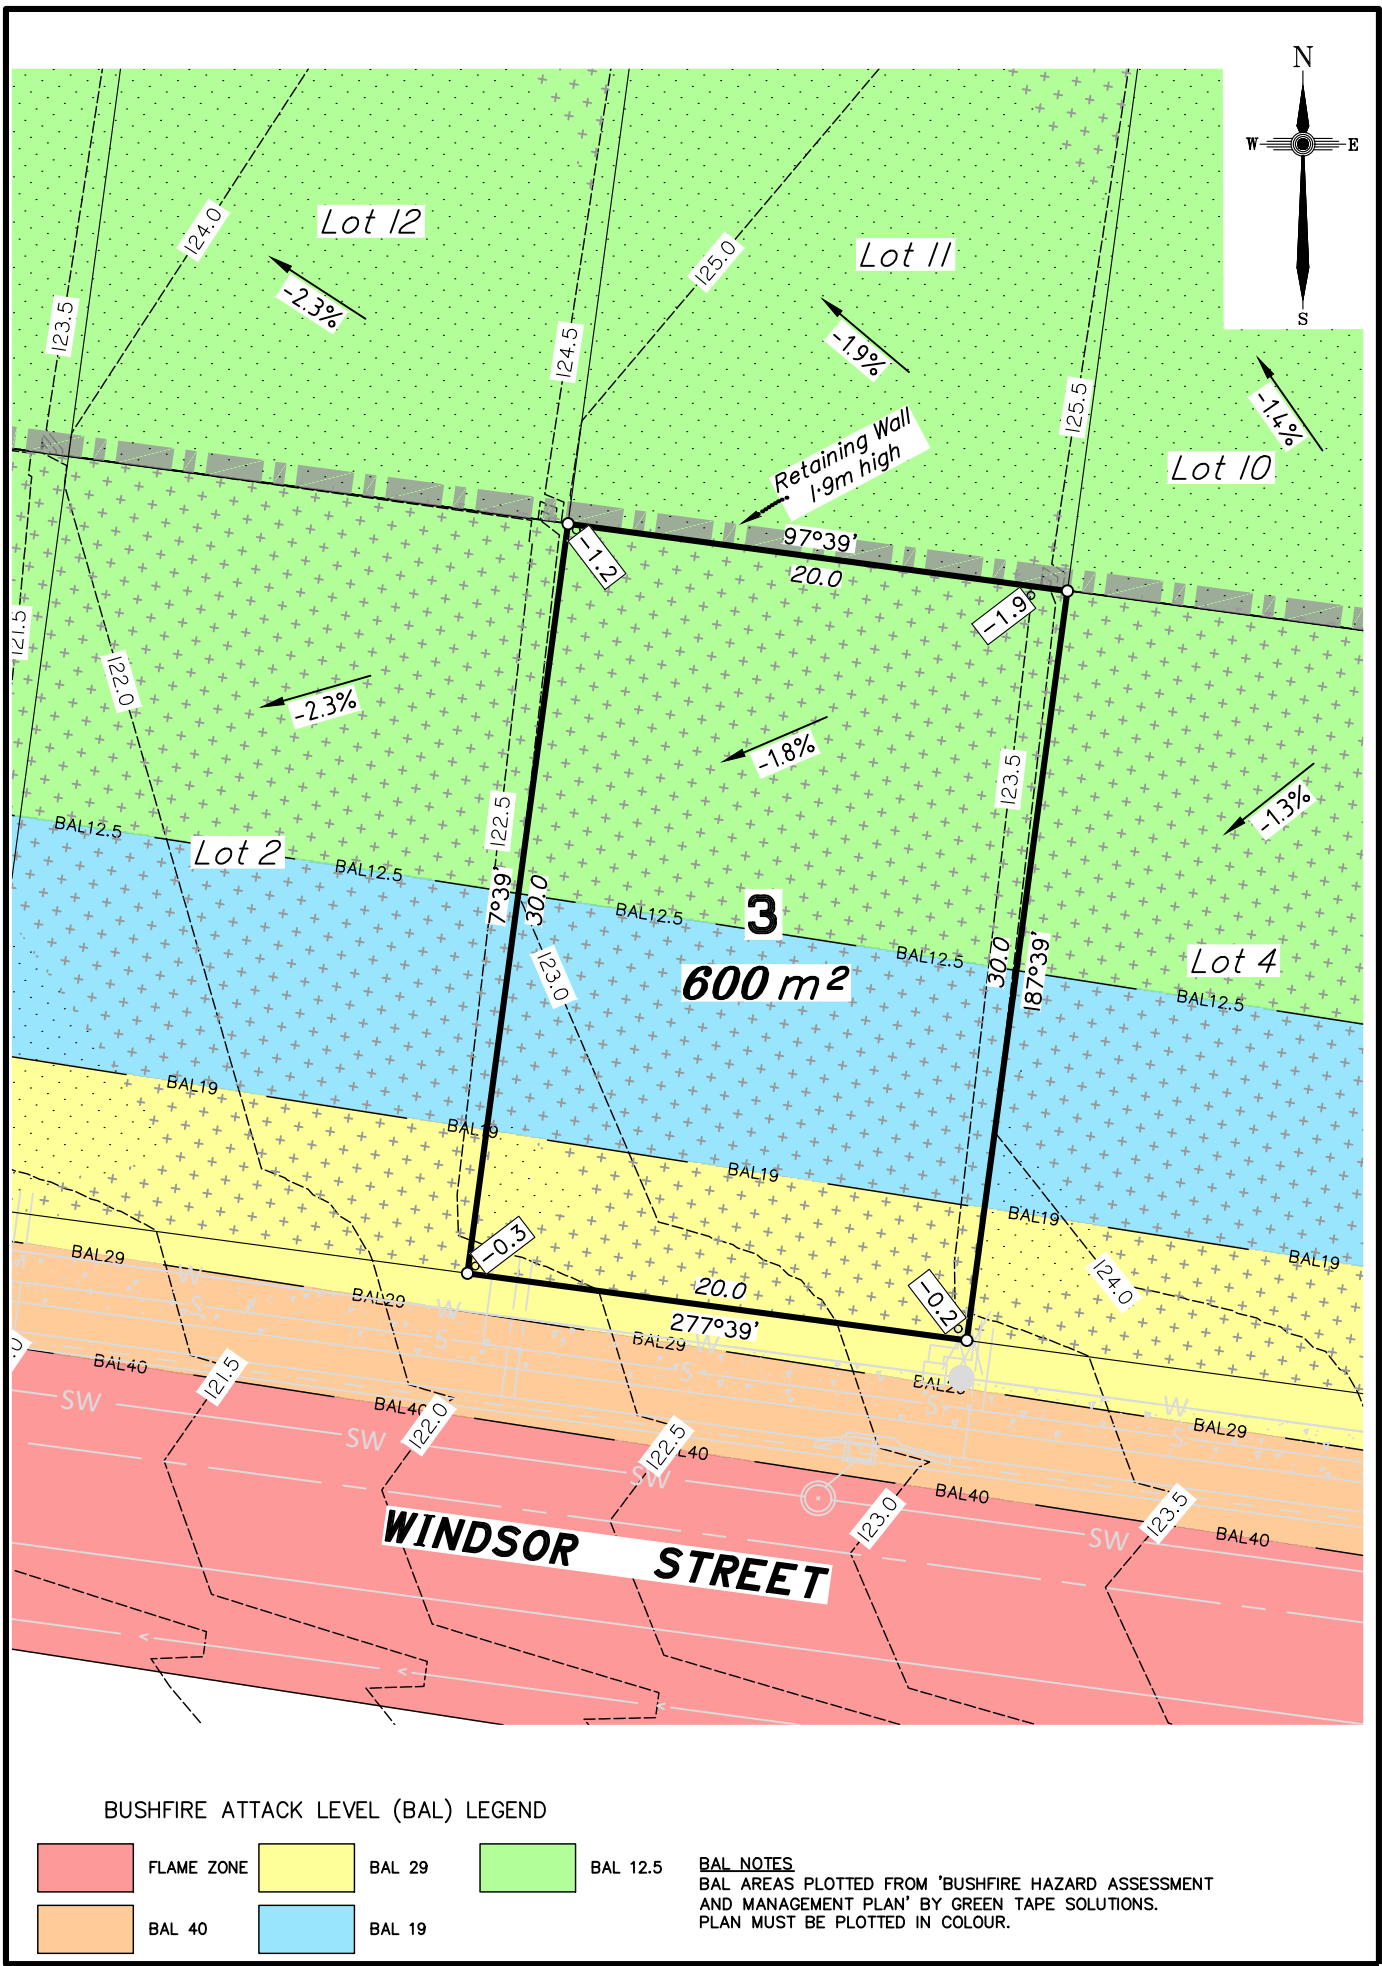 N
W E
S
Lot 12
124.0
-2.3%
123.5
124.5
125.0
Lot 11
-1.9%
125.5
-1.4%
Lot 10
Retaining Wall
1.9m high
97°39'
20.0
-1.2
-1.9
121.5
122.0
-2.3%
-1.8%
122.5
123.5
-1.3%
BAL12.5
Lot 2
BAL12.5
7°39'
30.0
BAL12.5
3
BAL12.5
30.0
187°39'
Lot 4
BAL12.5
123.0
600 m²
BAL19
BAL19
BAL19
BAL19
BAL19
-0.3
-0.2
124.0
20.0
277°39'
BAL29
BAL29
BAL29
BAL29
BAL29
W
W
W
W
S
S
S
S
S
BAL40
BAL40
BAL40
BAL40
121.5
122.0
122.5
123.0
123.5
SW
SW
SW
SW
WINDSOR STREET
BUSHFIRE ATTACK LEVEL (BAL) LEGEND
FLAME ZONE
BAL 29
BAL 12.5
BAL 40
BAL 19
BAL NOTES
BAL AREAS PLOTTED FROM 'BUSHFIRE HAZARD ASSESSMENT
AND MANAGEMENT PLAN' BY GREEN TAPE SOLUTIONS.
PLAN MUST BE PLOTTED IN COLOUR.